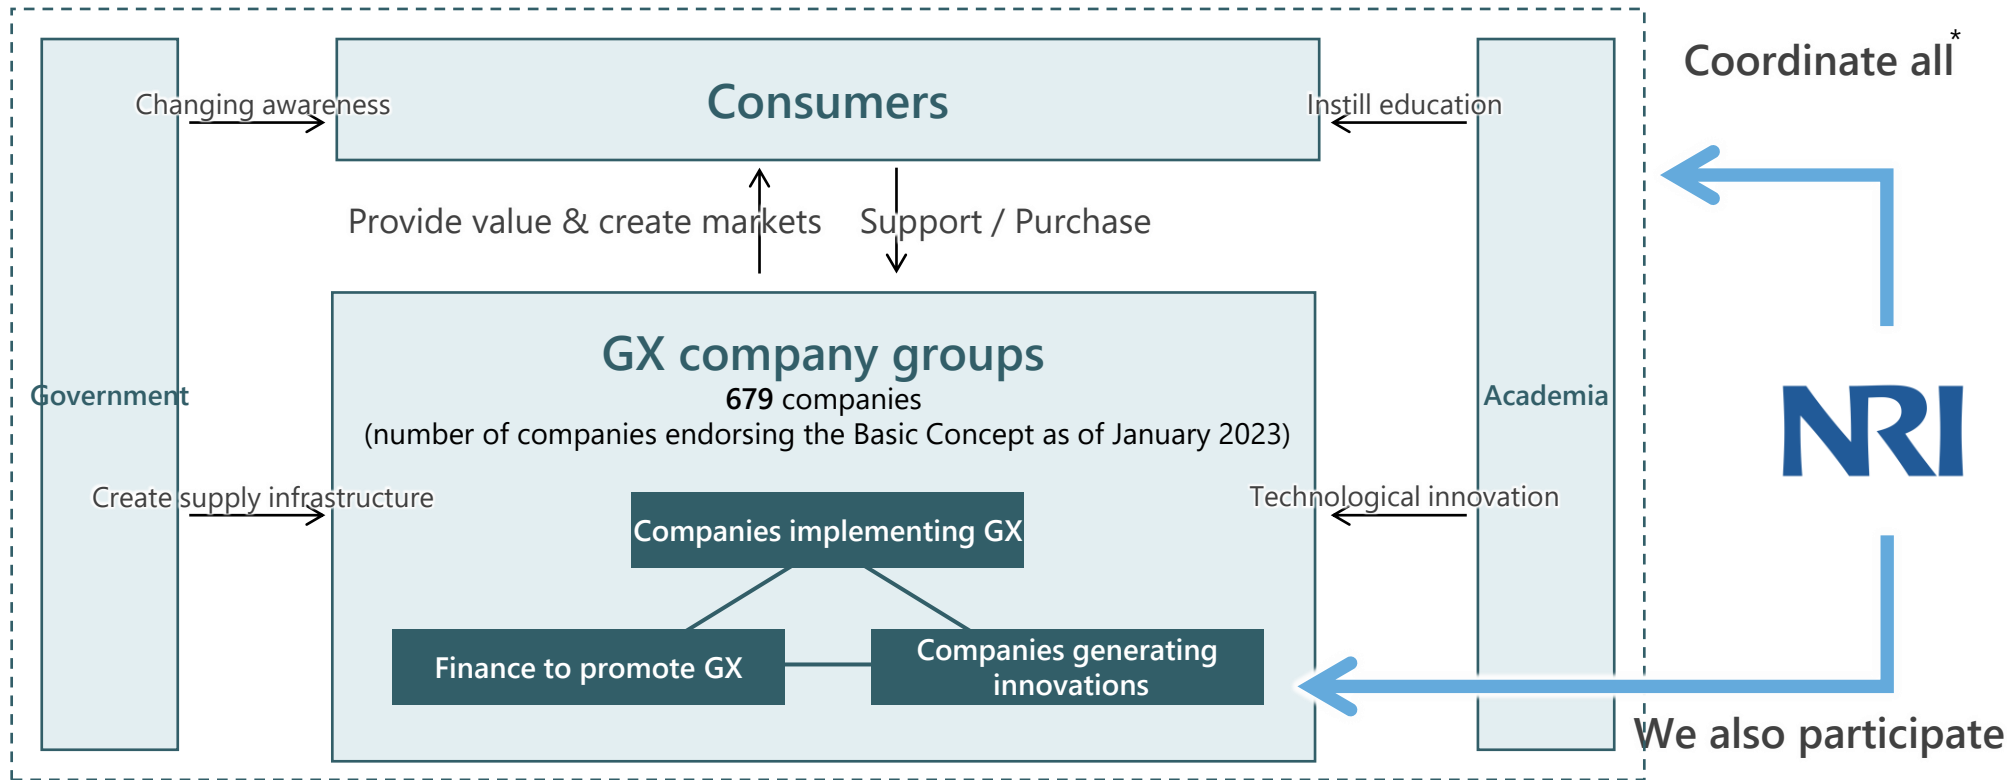 Coordinate all*
Changing awareness
Consumers
Instill education
Provide value & create markets
Support / Purchase
GX company groups
679 companies
(number of companies endorsing the Basic Concept as of January 2023)
Government
Academia
NRI
Create supply infrastructure
Technological innovation
Companies implementing GX
Finance to promote GX
Companies generating
innovations
We also participate